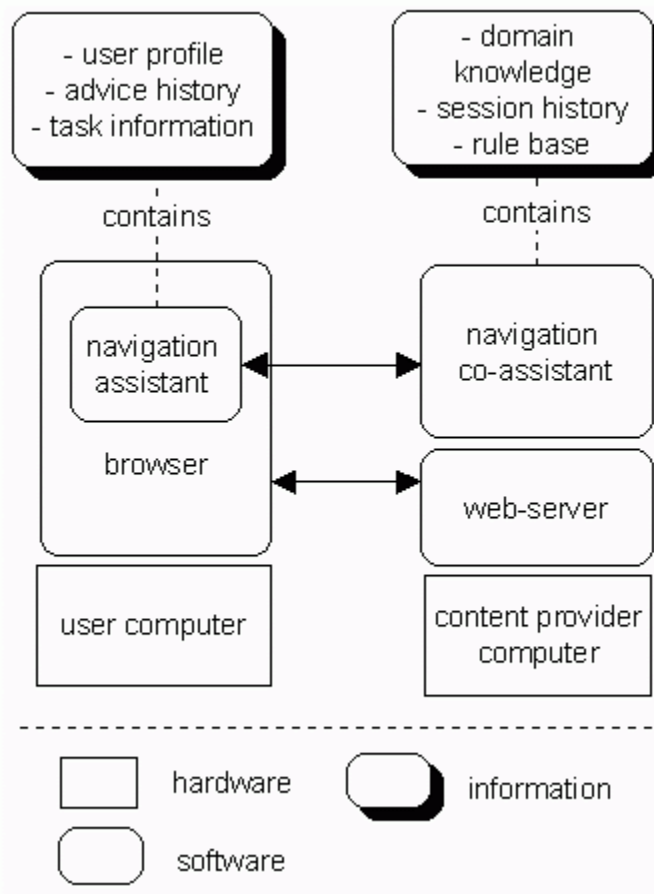 - user profile
- advice history
- task information
- domain
knowledge
- session history
- rule base
contains
contains
navigation
assistant
navigation
co-assistant
browser
web-server
user computer
content provider
computer
hardware
information
software